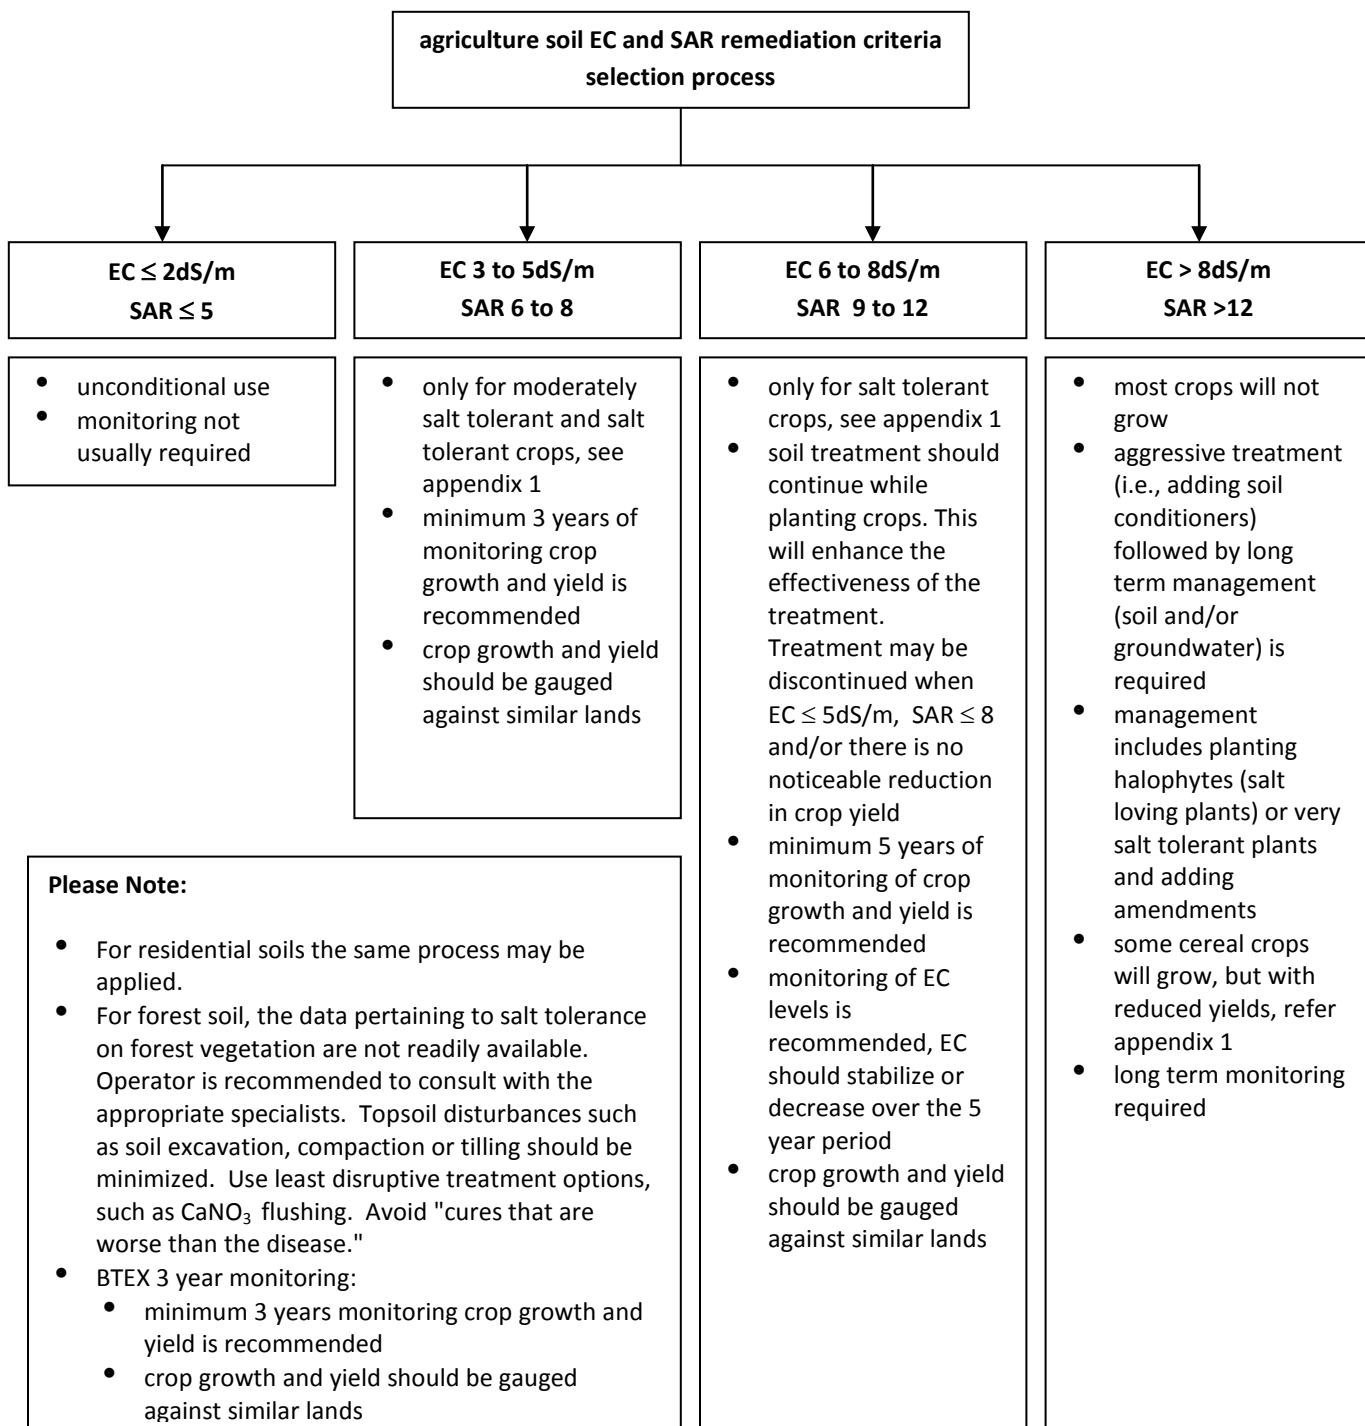 agriculture soil EC and SAR remediation criteria
selection process
EC ≤ 2dS/m
SAR ≤ 5
• unconditional use
• monitoring not
usually required
EC 3 to 5dS/m
SAR 6 to 8
• only for moderately
salt tolerant and salt
tolerant crops, see
appendix 1
• minimum 3 years of
monitoring crop
growth and yield is
recommended
• crop growth and yield
should be gauged
against similar lands
EC 6 to 8dS/m
SAR 9 to 12
• only for salt tolerant
crops, see appendix 1
• soil treatment should
continue while
planting crops. This
will enhance the
effectiveness of the
treatment.
Treatment may be
discontinued when
EC ≤ 5dS/m, SAR ≤ 8
and/or there is no
noticeable reduction
in crop yield
• minimum 5 years of
monitoring of crop
growth and yield is
recommended
• monitoring of EC
levels is
recommended, EC
should stabilize or
decrease over the 5
year period
• crop growth and yield
should be gauged
against similar lands
EC > 8dS/m
SAR >12
• most crops will not
grow
• aggressive treatment
(i.e., adding soil
conditioners)
followed by long
term management
(soil and/or
groundwater) is
required
• management
includes planting
halophytes (salt
loving plants) or very
salt tolerant plants
and adding
amendments
• some cereal crops
will grow, but with
reduced yields, refer
appendix 1
• long term monitoring
required
Please Note:
• For residential soils the same process may be
applied.
• For forest soil, the data pertaining to salt tolerance
on forest vegetation are not readily available.
Operator is recommended to consult with the
appropriate specialists. Topsoil disturbances such
as soil excavation, compaction or tilling should be
minimized. Use least disruptive treatment options,
such as CaNO₃ flushing. Avoid "cures that are
worse than the disease."
• BTEX 3 year monitoring:
• minimum 3 years monitoring crop growth and
yield is recommended
• crop growth and yield should be gauged
against similar lands